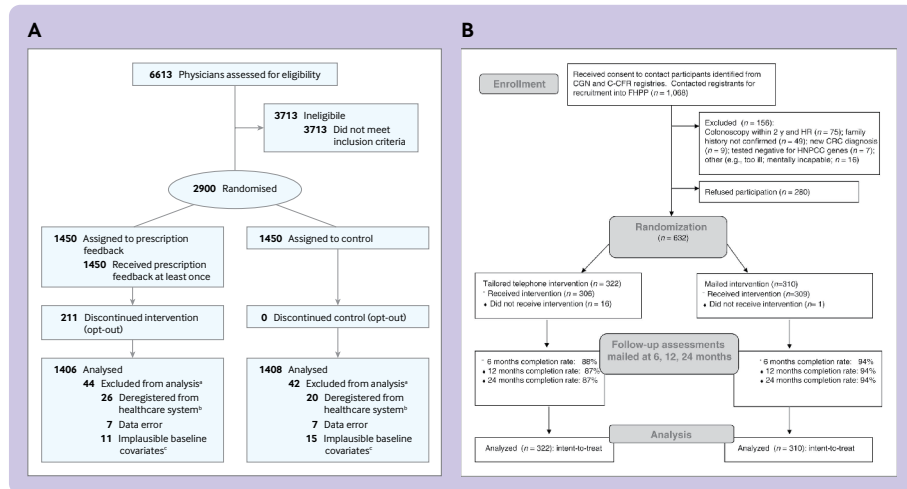 A
6613 Physicians assessed for eligibility
3713 Ineligible
3713 Did not meet
inclusion criteria
2900 Randomised
1450 Assigned to prescription
feedback
1450 Received prescription
feedback at least once
1450 Assigned to control
211 Discontinued intervention
(opt-out)
0 Discontinued control (opt-out)
1406 Analysed
44 Excluded from analysisᵃ
26 Deregistered from
healthcare systemᵇ
7 Data error
11 Implausible baseline
covariatesᶜ
1408 Analysed
42 Excluded from analysisᵃ
20 Deregistered from
healthcare systemᵇ
7 Data error
15 Implausible baseline
covariatesᶜ
B
Enrollment
Received consent to contact participants identified from
CGN and C-CFR registries. Contacted registrants for
recruitment into FHPP (n = 1,068)
Excluded (n = 156):
Colonoscopy within 2 y and HR (n = 75); family
history not confirmed (n = 49); new CRC diagnosis
(n = 9); tested negative for HNPCC genes (n = 7);
other (e.g., too ill; mentally incapable; n = 16)
Refused participation (n = 280)
Randomization
(n = 632)
Tailored telephone intervention (n = 322)
Received intervention (n = 306)
♦ Did not receive intervention (n = 16)
Mailed intervention (n=310)
Received intervention (n=309)
♦ Did not receive intervention (n= 1)
Follow-up assessments
mailed at 6, 12, 24 months
6 months completion rate: 88%
♦ 12 months completion rate: 87%
♦ 24 months completion rate: 87%
6 months completion rate: 94%
♦ 12 months completion rate: 94%
♦ 24 months completion rate: 94%
Analysis
Analyzed (n = 322): intent-to-treat
Analyzed (n = 310): intent-to-treat